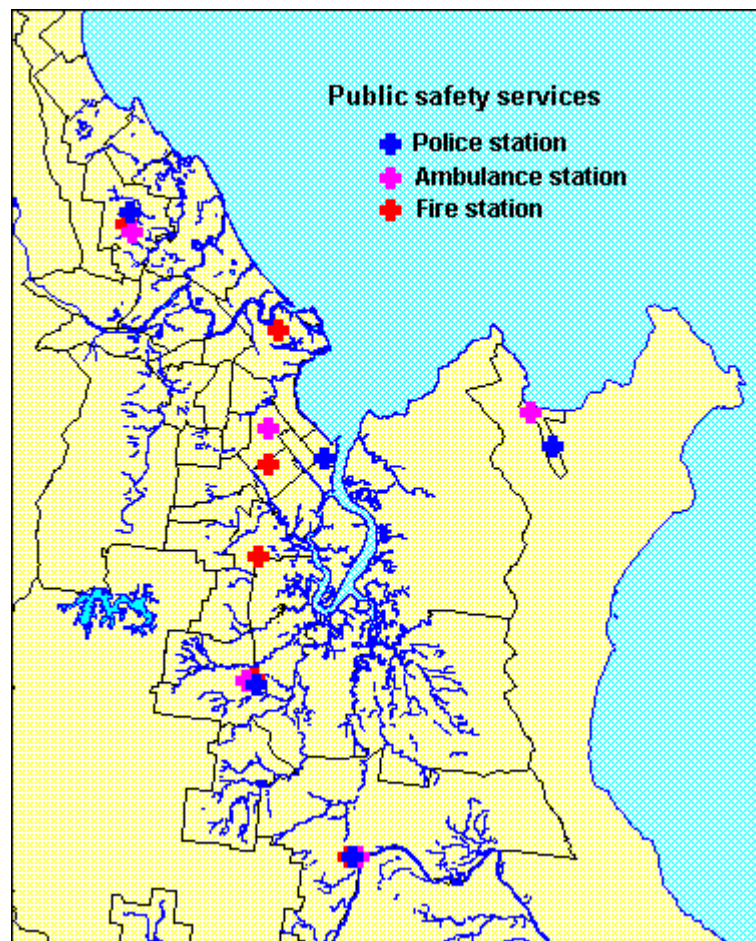 Public safety services
Police station
Ambulance station
Fire station